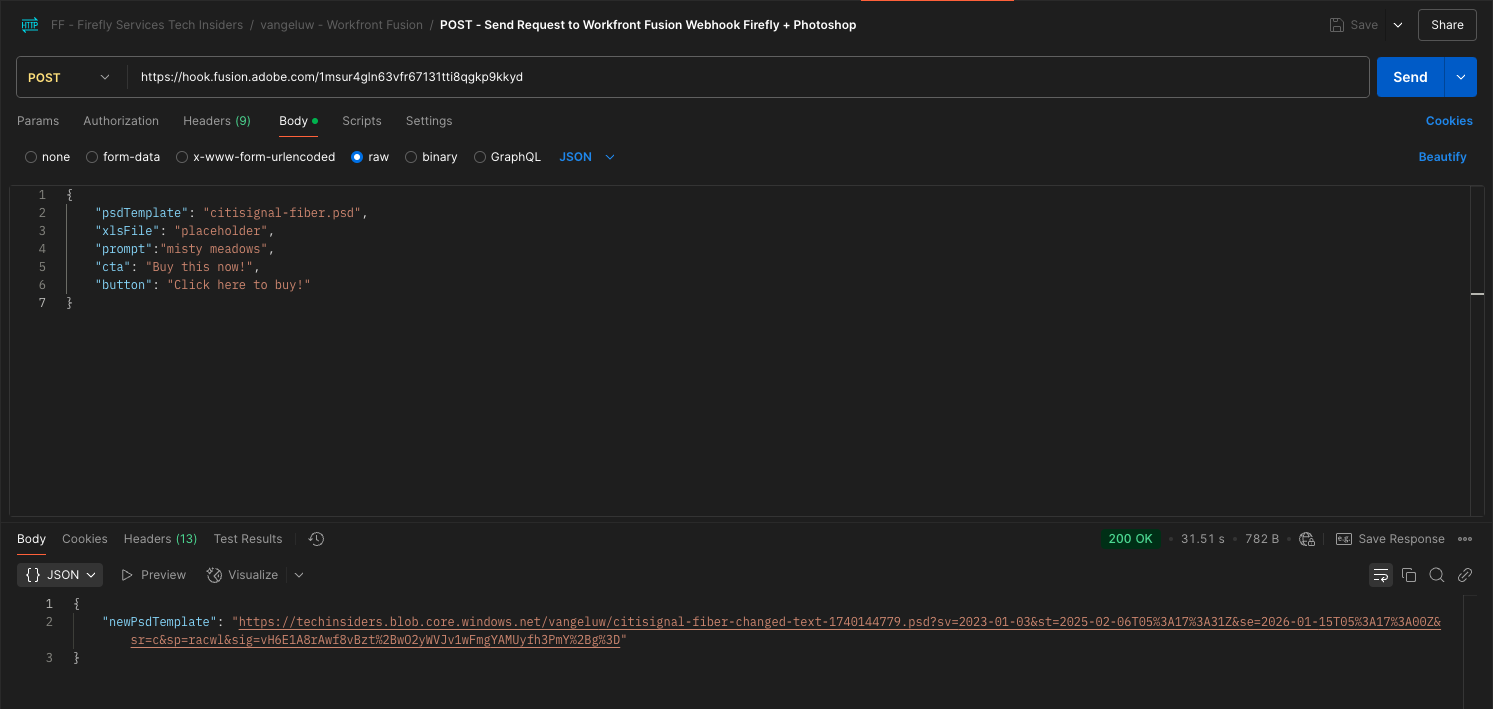 HTTP FF - Firefly Services Tech Insiders / vangeluw - Workfront Fusion / POST - Send Request to Workfront Fusion Webhook Firefly + Photoshop Save Share
POST https://hook.fusion.adobe.com/1msur4gln63vfr67131tti8qgkp9kkyd Send
Params Authorization Headers (9) Body Scripts Settings Cookies
none form-data x-www-form-urlencoded raw binary GraphQL JSON Beautify
1 {
2 "psdTemplate": "citisignal-fiber.psd",
3 "xlsFile": "placeholder",
4 "prompt":"misty meadows",
5 "cta": "Buy this now!",
6 "button": "Click here to buy!"
7 }
Body Cookies Headers (13) Test Results 200 OK • 31.51 s • 782 B • e.g. Save Response
{} JSON Preview Visualize
1 {
2 "newPsdTemplate": "https://techinsiders.blob.core.windows.net/vangeluw/citisignal-fiber-changed-text-1740144779.psd?sv=2023-01-03&st=2025-02-06T05%3A17%3A31Z&se=2026-01-15T05%3A17%3A00Z&
sr=c&sp=racwl&sig=vH6E1A8rAwf8vBzt%2BwO2yWVJv1wFmgYAMUyfh3PmY%2Bg%3D"
3 }